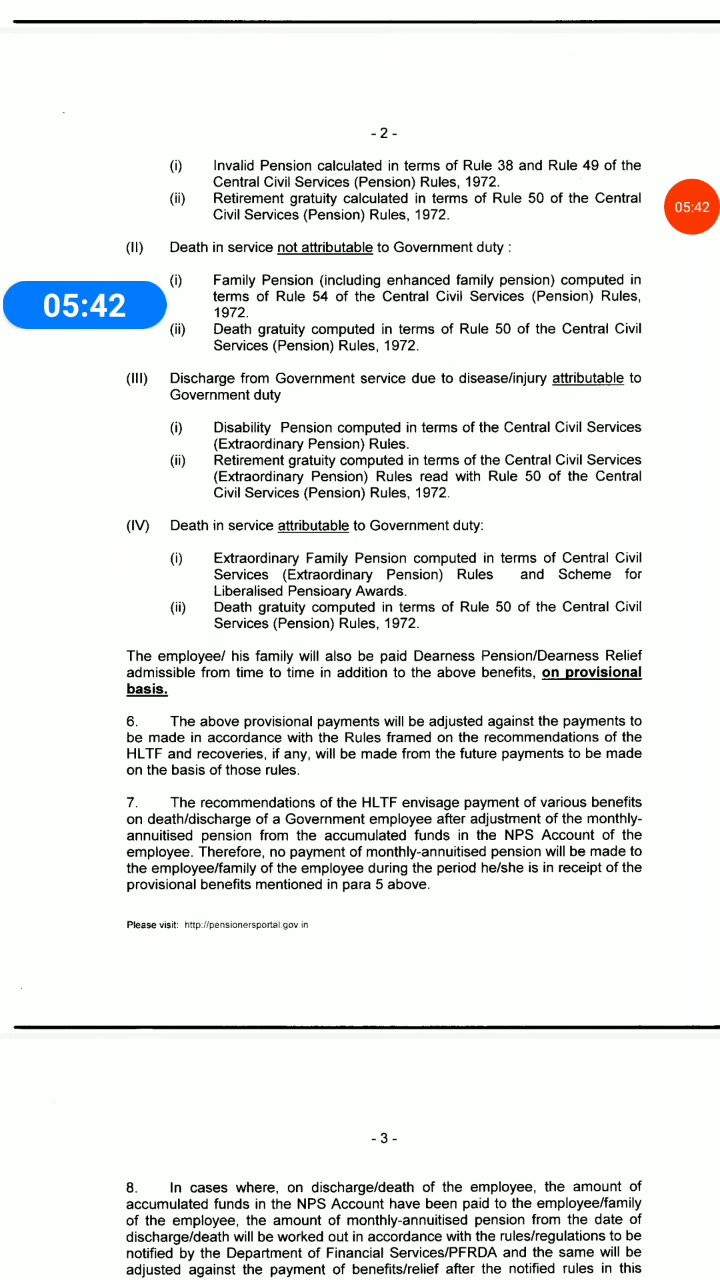 - 2 -
(i) Invalid Pension calculated in terms of Rule 38 and Rule 49 of the
Central Civil Services (Pension) Rules, 1972.
(ii) Retirement gratuity calculated in terms of Rule 50 of the Central
Civil Services (Pension) Rules, 1972.
05:42
(II) Death in service not attributable to Government duty :
(i) Family Pension (including enhanced family pension) computed in
terms of Rule 54 of the Central Civil Services (Pension) Rules,
1972.
05:42
(ii) Death gratuity computed in terms of Rule 50 of the Central Civil
Services (Pension) Rules, 1972.
(III) Discharge from Government service due to disease/injury attributable to
Government duty
(i) Disability Pension computed in terms of the Central Civil Services
(Extraordinary Pension) Rules.
(ii) Retirement gratuity computed in terms of the Central Civil Services
(Extraordinary Pension) Rules read with Rule 50 of the Central
Civil Services (Pension) Rules, 1972.
(IV) Death in service attributable to Government duty:
(i) Extraordinary Family Pension computed in terms of Central Civil
Services (Extraordinary Pension) Rules and Scheme for
Liberalised Pensioary Awards.
(ii) Death gratuity computed in terms of Rule 50 of the Central Civil
Services (Pension) Rules, 1972.
The employee/ his family will also be paid Dearness Pension/Dearness Relief
admissible from time to time in addition to the above benefits, on provisional
basis.
6. The above provisional payments will be adjusted against the payments to
be made in accordance with the Rules framed on the recommendations of the
HLTF and recoveries, if any, will be made from the future payments to be made
on the basis of those rules.
7. The recommendations of the HLTF envisage payment of various benefits
on death/discharge of a Government employee after adjustment of the monthly-
annuitised pension from the accumulated funds in the NPS Account of the
employee. Therefore, no payment of monthly-annuitised pension will be made to
the employee/family of the employee during the period he/she is in receipt of the
provisional benefits mentioned in para 5 above.
Please visit: http://pensionersportal.gov.in
- 3 -
8. In cases where, on discharge/death of the employee, the amount of
accumulated funds in the NPS Account have been paid to the employee/family
of the employee, the amount of monthly-annuitised pension from the date of
discharge/death will be worked out in accordance with the rules/regulations to be
notified by the Department of Financial Services/PFRDA and the same will be
adjusted against the payment of benefits/relief after the notified rules in this